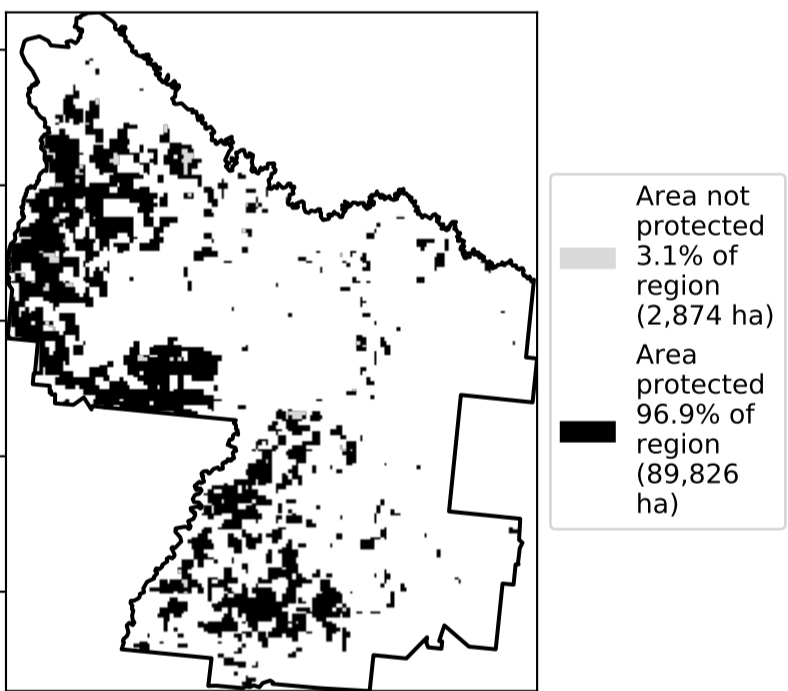 Area not
protected
3.1% of
region
(2,874 ha)
Area
protected
96.9% of
region
(89,826
ha)